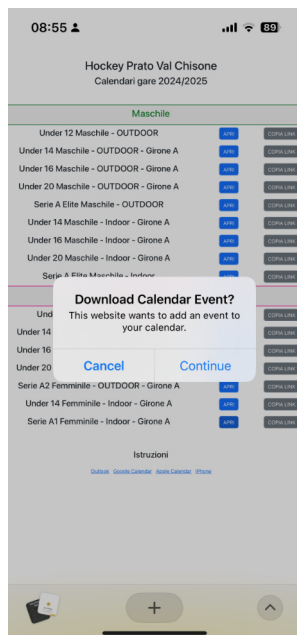 08:55
89
Hockey Prato Val Chisone
Calendari gare 2024/2025
Maschile
Under 12 Maschile - OUTDOOR APRI COPIA LINK
Under 14 Maschile - OUTDOOR - Girone A APRI COPIA LINK
Under 16 Maschile - OUTDOOR - Girone A APRI COPIA LINK
Under 20 Maschile - OUTDOOR - Girone A APRI COPIA LINK
Serie A Elite Maschile - OUTDOOR APRI COPIA LINK
Under 14 Maschile - Indoor - Girone A APRI COPIA LINK
Under 16 Maschile - Indoor - Girone A APRI COPIA LINK
Under 20 Maschile - Indoor - Girone A APRI COPIA LINK
Serie A Elite Maschile - Indoor APRI COPIA LINK
Download Calendar Event?
This website wants to add an event to
your calendar.
Cancel Continue
Und COPIA LINK
Under 14 COPIA LINK
Under 16 COPIA LINK
Under 20 COPIA LINK
Serie A2 Femminile - OUTDOOR - Girone A APRI COPIA LINK
Under 14 Femminile - Indoor - Girone A APRI COPIA LINK
Serie A1 Femminile - Indoor - Girone A APRI COPIA LINK
Istruzioni
Outlook Google Calendar Apple Calendar iPhone